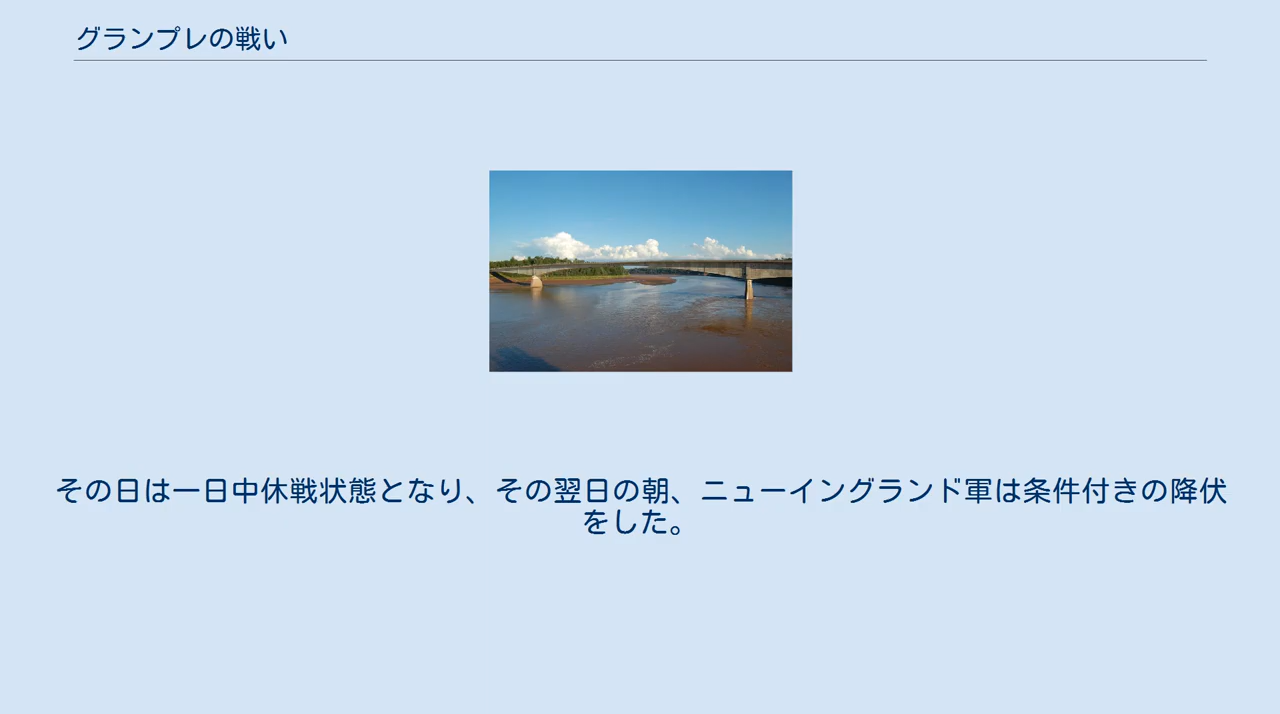 グランプレの戦い
その日は一日中休戦状態となり、その翌日の朝、ニューイングランド軍は条件付きの降伏
をした。